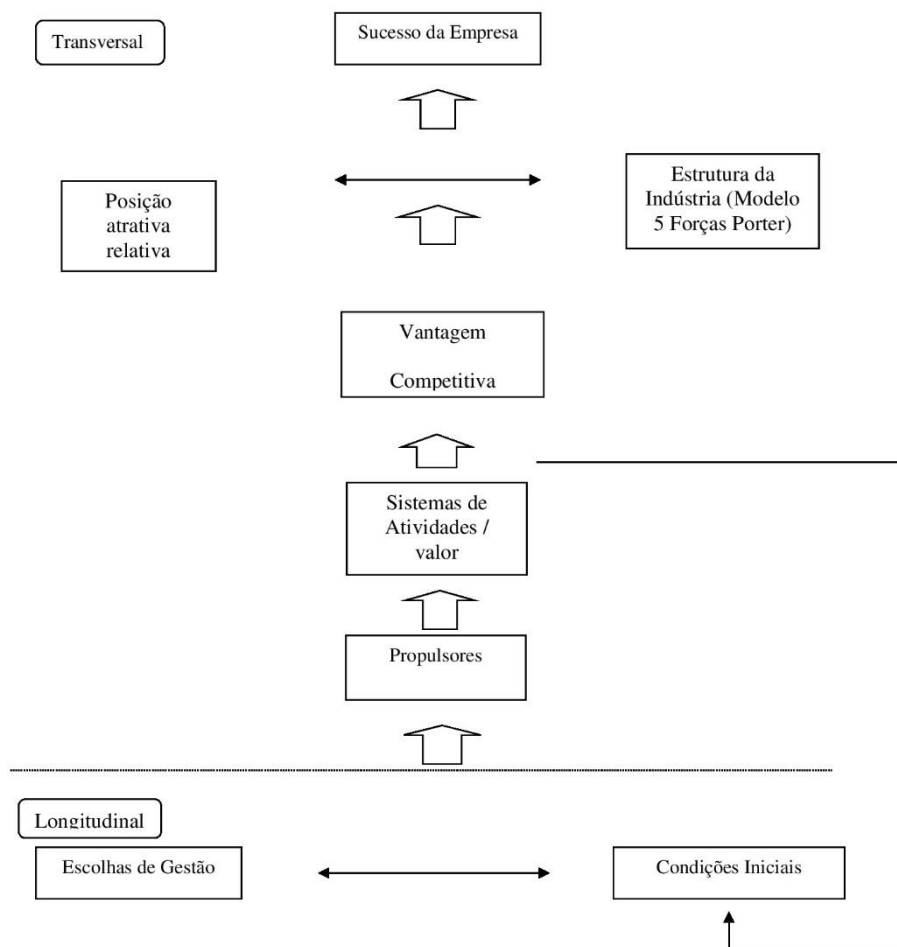 Transversal
Sucesso da Empresa
Posição
atrativa
relativa
Estrutura da
Indústria (Modelo
5 Forças Porter)
Vantagem
Competitiva
Sistemas de
Atividades /
valor
Propulsores
Longitudinal
Escolhas de Gestão
Condições Iniciais